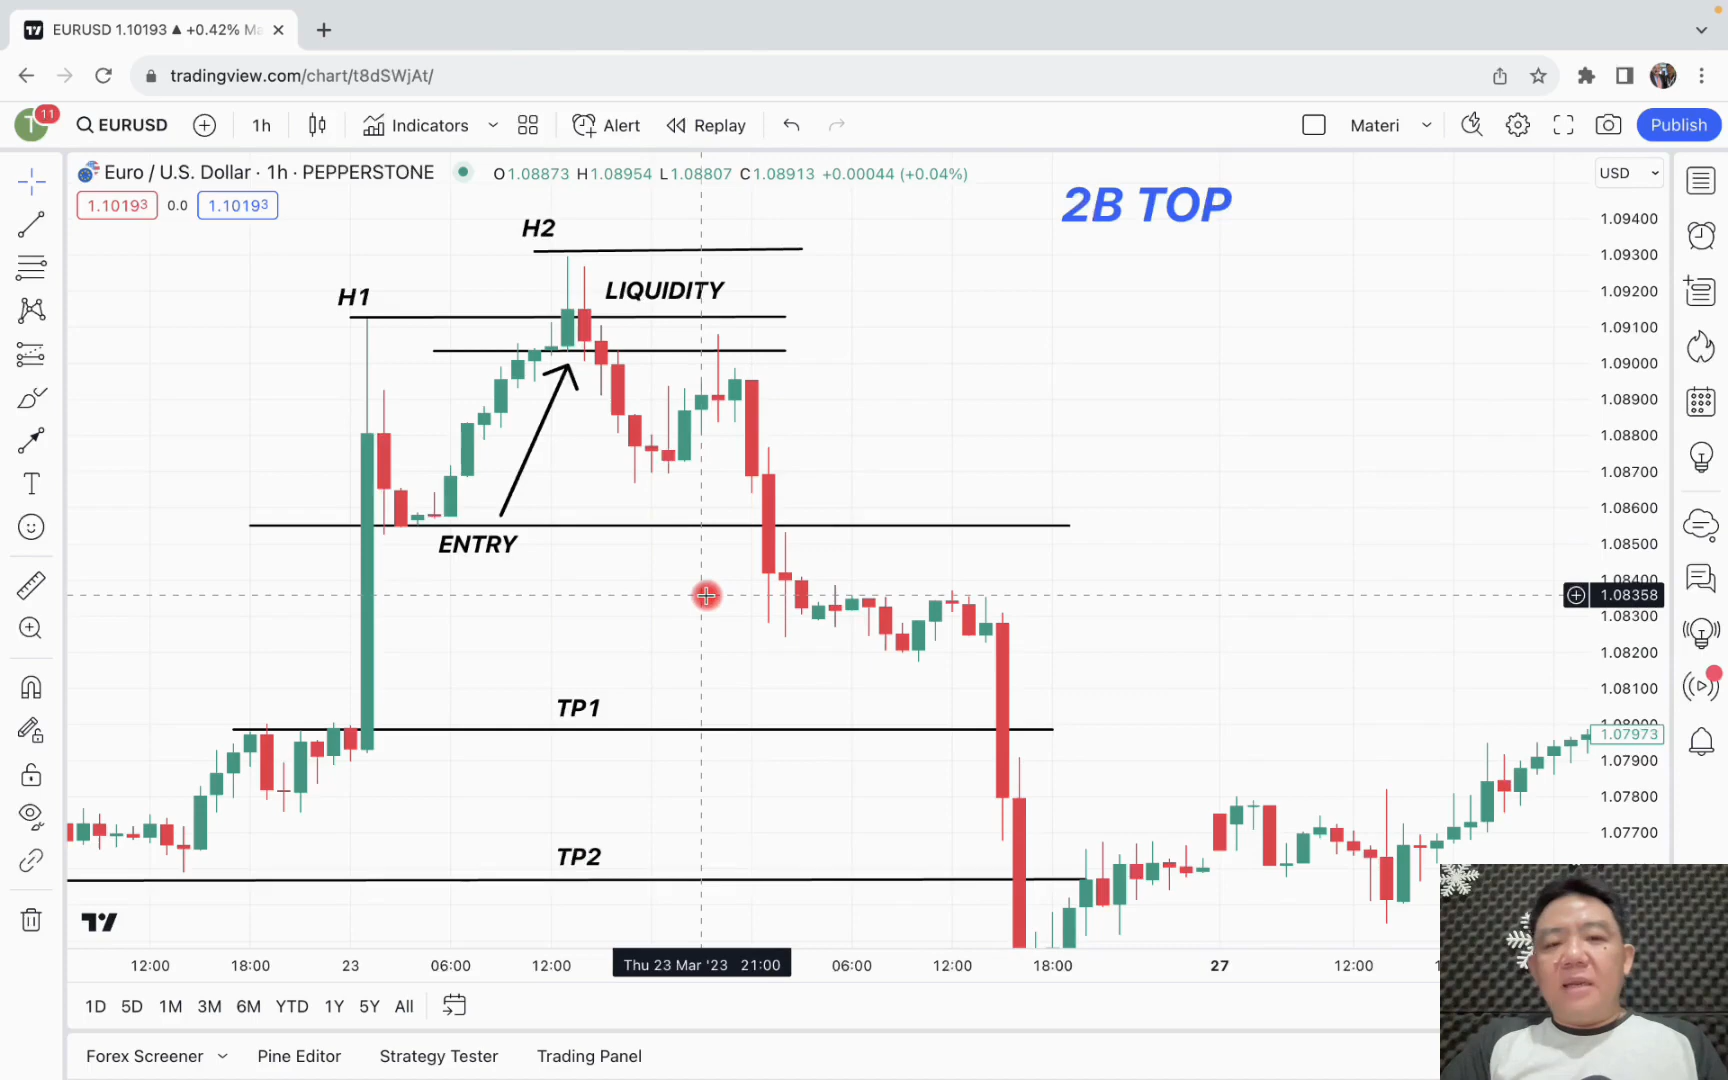 EURUSD 1.10193 ▲ +0.42% Ma
tradingview.com/chart/t8dSWjAt/
T 11 EURUSD 1h Indicators Alert Replay Materi Publish
Euro / U.S. Dollar · 1h · PEPPERSTONE O1.08873 H1.08954 L1.08807 C1.08913 +0.00044 (+0.04%) USD
1.10193 0.0 1.10193
2B TOP
H2
LIQUIDITY
H1
ENTRY
TP1
TP2
1.09400
1.09300
1.09200
1.09100
1.09000
1.08900
1.08800
1.08700
1.08600
1.08500
1.08400
1.08358
1.08300
1.08200
1.08100
1.08000
1.07973
1.07900
1.07800
1.07700
12:00 18:00 23 06:00 12:00 Thu 23 Mar '23 21:00 06:00 12:00 18:00 27 12:00
1D 5D 1M 3M 6M YTD 1Y 5Y All
Forex Screener Pine Editor Strategy Tester Trading Panel